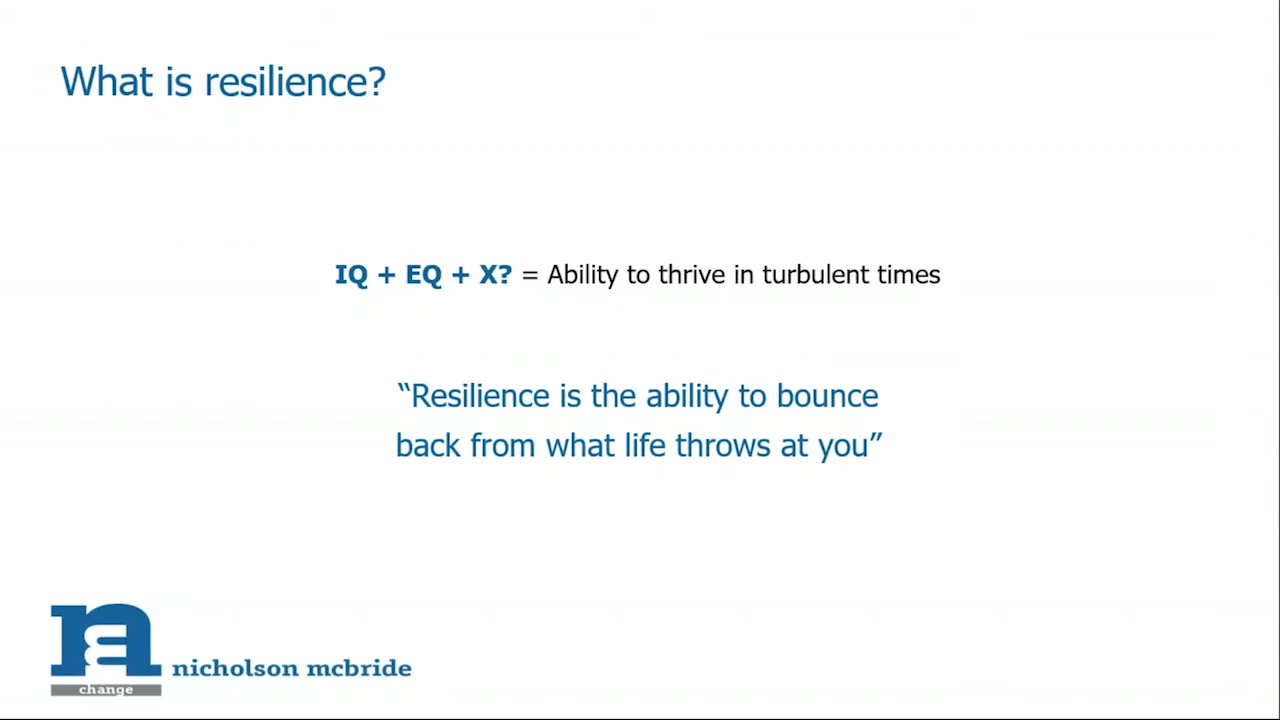 What is resilience?
IQ + EQ + X? = Ability to thrive in turbulent times
“Resilience is the ability to bounce
back from what life throws at you”
nicholson mcbride
change